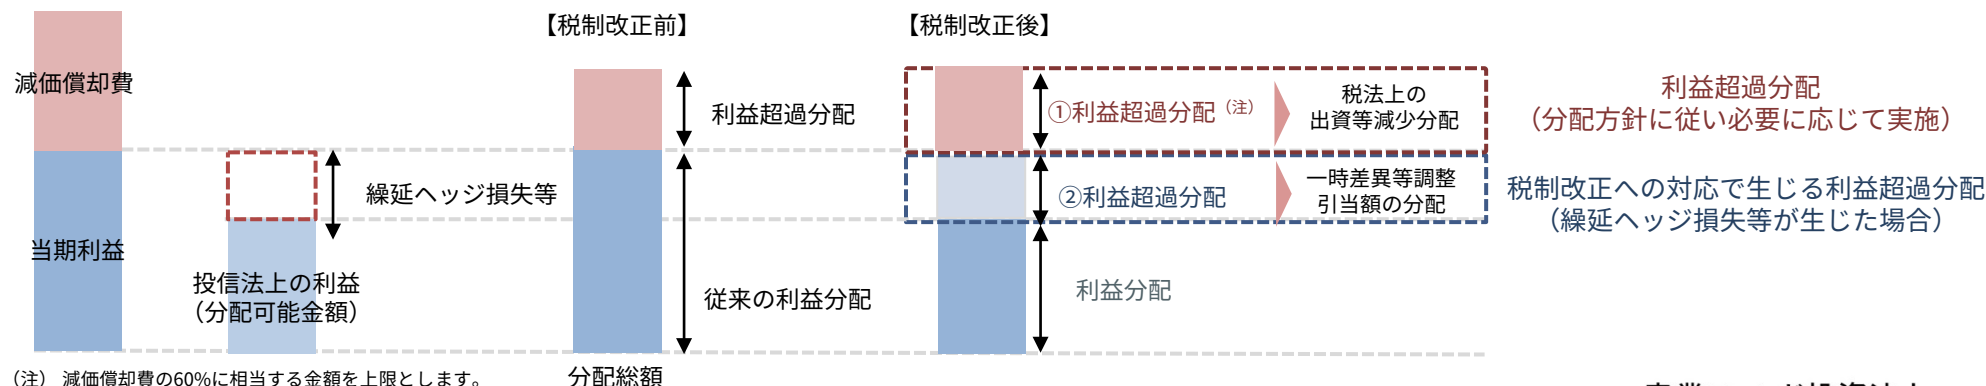 【税制改正前】
【税制改正後】
減価償却費
利益超過分配
①利益超過分配（注）
税法上の
出資等減少分配
利益超過分配
（分配方針に従い必要に応じて実施）
繰延ヘッジ損失等
②利益超過分配
一時差異等調整
引当額の分配
税制改正への対応で生じる利益超過分配
（繰延ヘッジ損失等が生じた場合）
当期利益
投信法上の利益
（分配可能金額）
従来の利益分配
利益分配
（注） 減価償却費の60%に相当する金額を上限とします。
分配総額